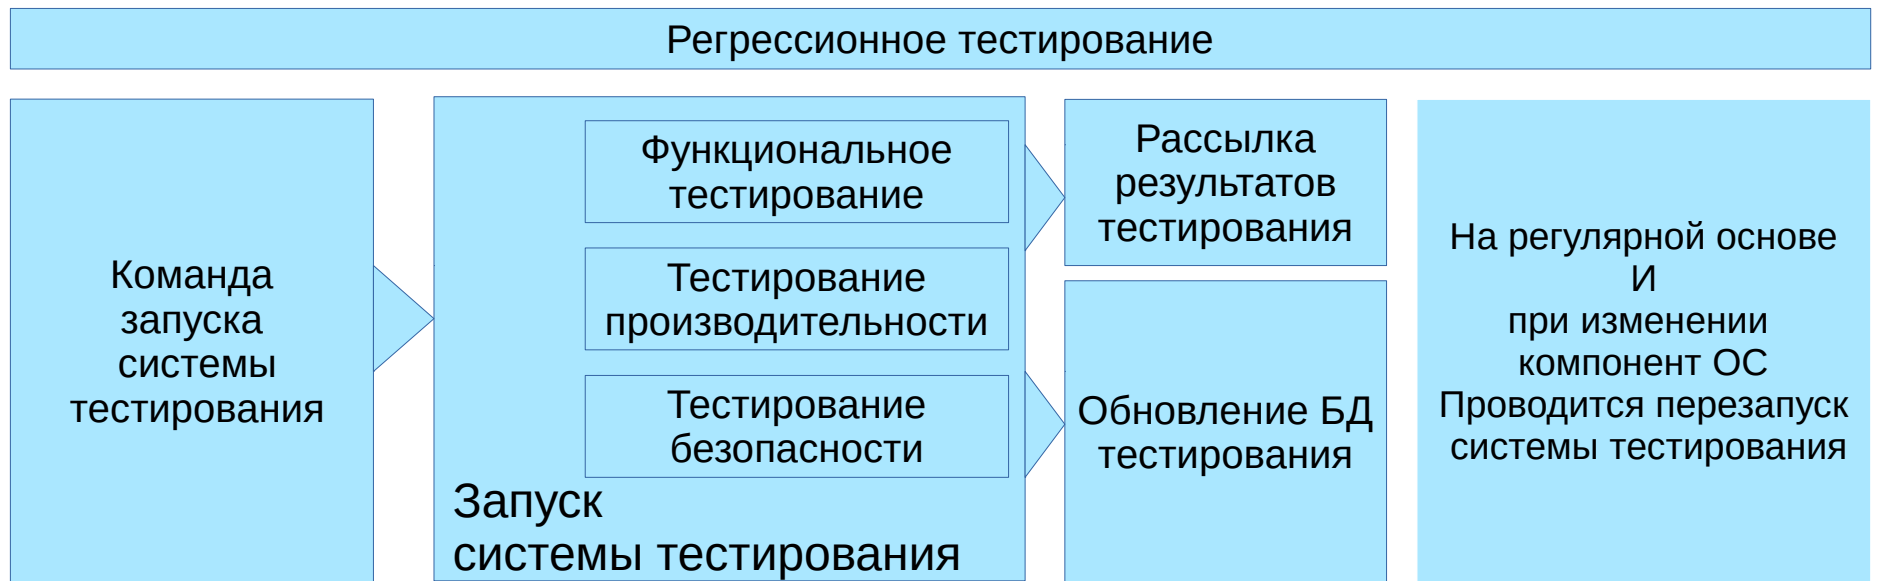 Регрессионное тестирование
Команда
запуска
системы
тестирования
Функциональное
тестирование
Тестирование
производительности
Тестирование
безопасности
Запуск
системы тестирования
Рассылка
результатов
тестирования
Обновление БД
тестирования
На регулярной основе
И
при изменении
компонент ОС
Проводится перезапуск
системы тестирования